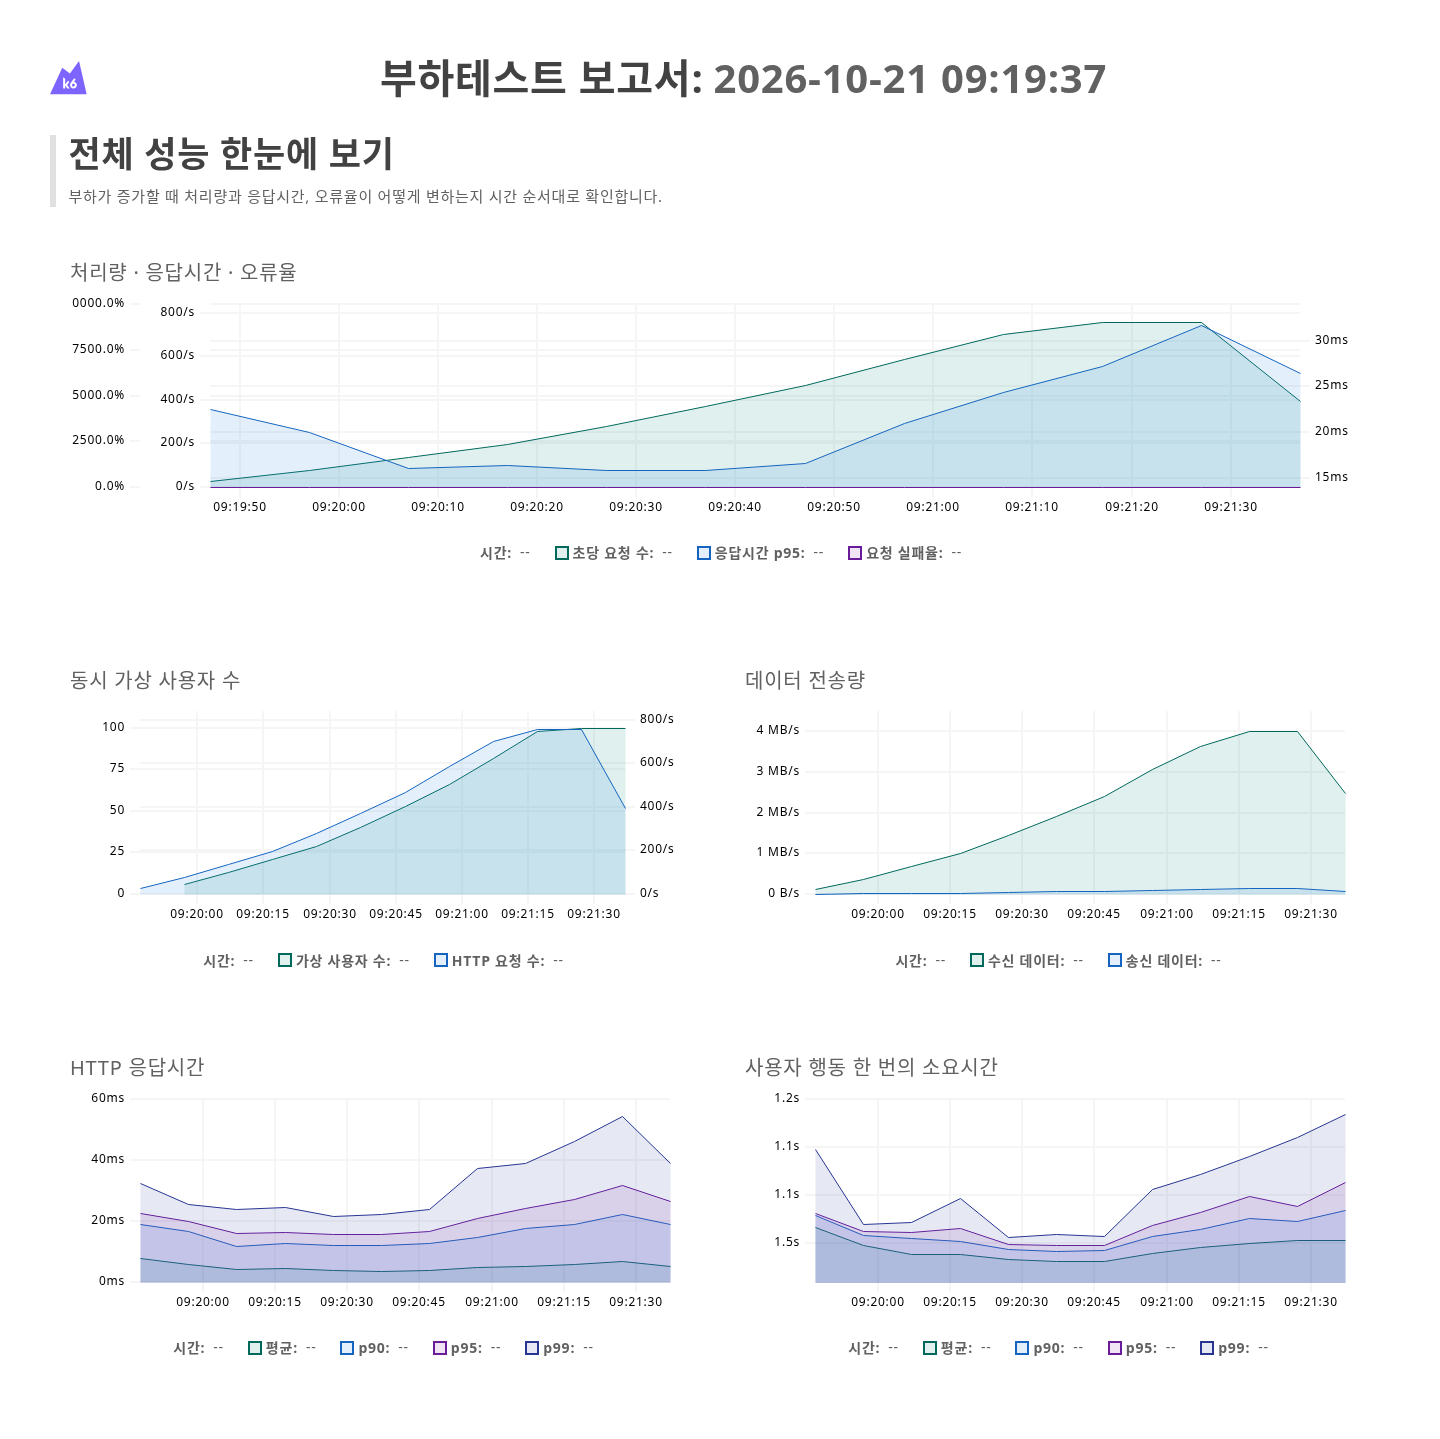 k6
부하테스트 보고서: 2026-10-21 09:19:37
전체 성능 한눈에 보기
부하가 증가할 때 처리량과 응답시간, 오류율이 어떻게 변하는지 시간 순서대로 확인합니다.
처리량 · 응답시간 · 오류율
0000.0%
7500.0%
5000.0%
2500.0%
0.0%
800/s
600/s
400/s
200/s
0/s
30ms
25ms
20ms
15ms
09:19:50 09:20:00 09:20:10 09:20:20 09:20:30 09:20:40 09:20:50 09:21:00 09:21:10 09:21:20 09:21:30
시간: -- 초당 요청 수: -- 응답시간 p95: -- 요청 실패율: --
동시 가상 사용자 수
100
75
50
25
0
800/s
600/s
400/s
200/s
0/s
09:20:00 09:20:15 09:20:30 09:20:45 09:21:00 09:21:15 09:21:30
시간: -- 가상 사용자 수: -- HTTP 요청 수: --
데이터 전송량
4 MB/s
3 MB/s
2 MB/s
1 MB/s
0 B/s
09:20:00 09:20:15 09:20:30 09:20:45 09:21:00 09:21:15 09:21:30
시간: -- 수신 데이터: -- 송신 데이터: --
HTTP 응답시간
60ms
40ms
20ms
0ms
09:20:00 09:20:15 09:20:30 09:20:45 09:21:00 09:21:15 09:21:30
시간: -- 평균: -- p90: -- p95: -- p99: --
사용자 행동 한 번의 소요시간
1.2s
1.1s
1.1s
1.5s
09:20:00 09:20:15 09:20:30 09:20:45 09:21:00 09:21:15 09:21:30
시간: -- 평균: -- p90: -- p95: -- p99: --